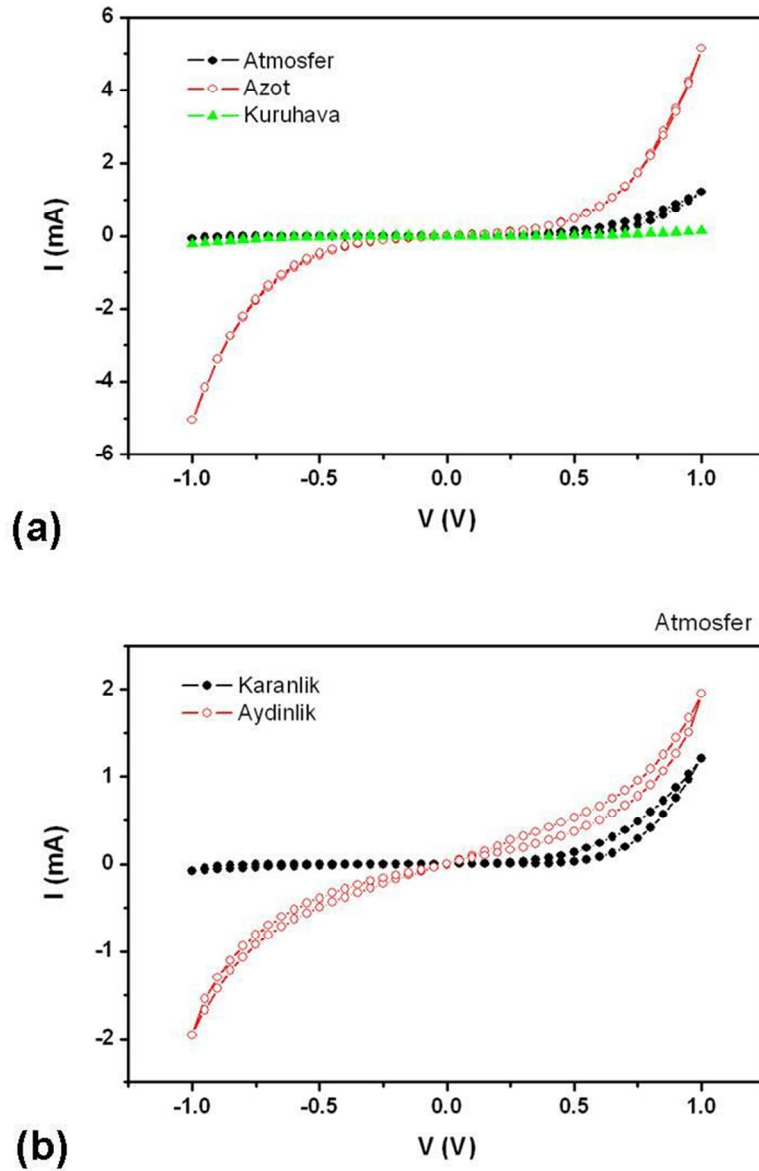 6
4
2
0
-2
-4
-6
I (mA)
Atmosfer
Azot
Kuruhava
-1.0 -0.5 0.0 0.5 1.0
V (V)
(a)
Atmosfer
2
1
0
-1
-2
I (mA)
Karanlik
Aydinlik
-1.0 -0.5 0.0 0.5 1.0
V (V)
(b)